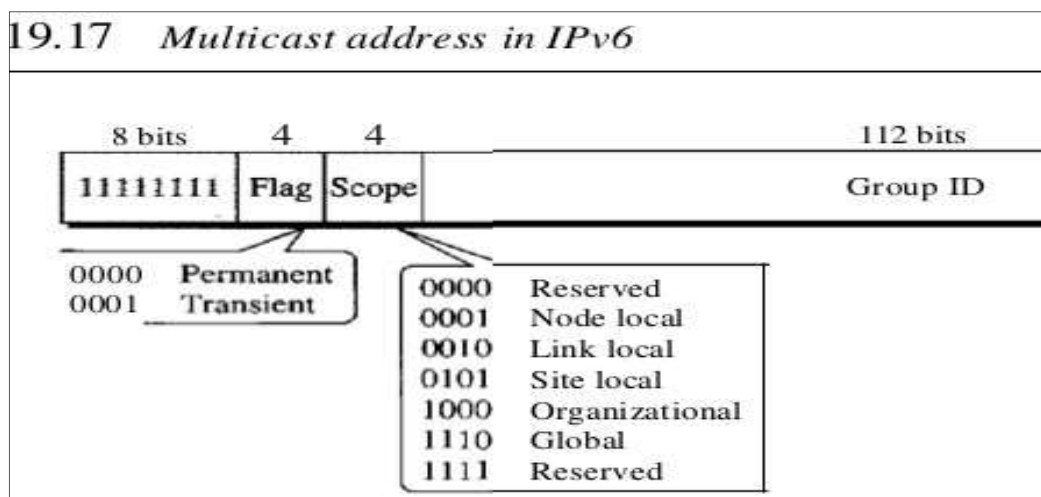 19.17 Multicast address in IPv6
8 bits 4 4 112 bits
11111111 Flag Scope Group ID
0000 Permanent
0001 Transient
0000 Reserved
0001 Node local
0010 Link local
0101 Site local
1000 Organizational
1110 Global
1111 Reserved